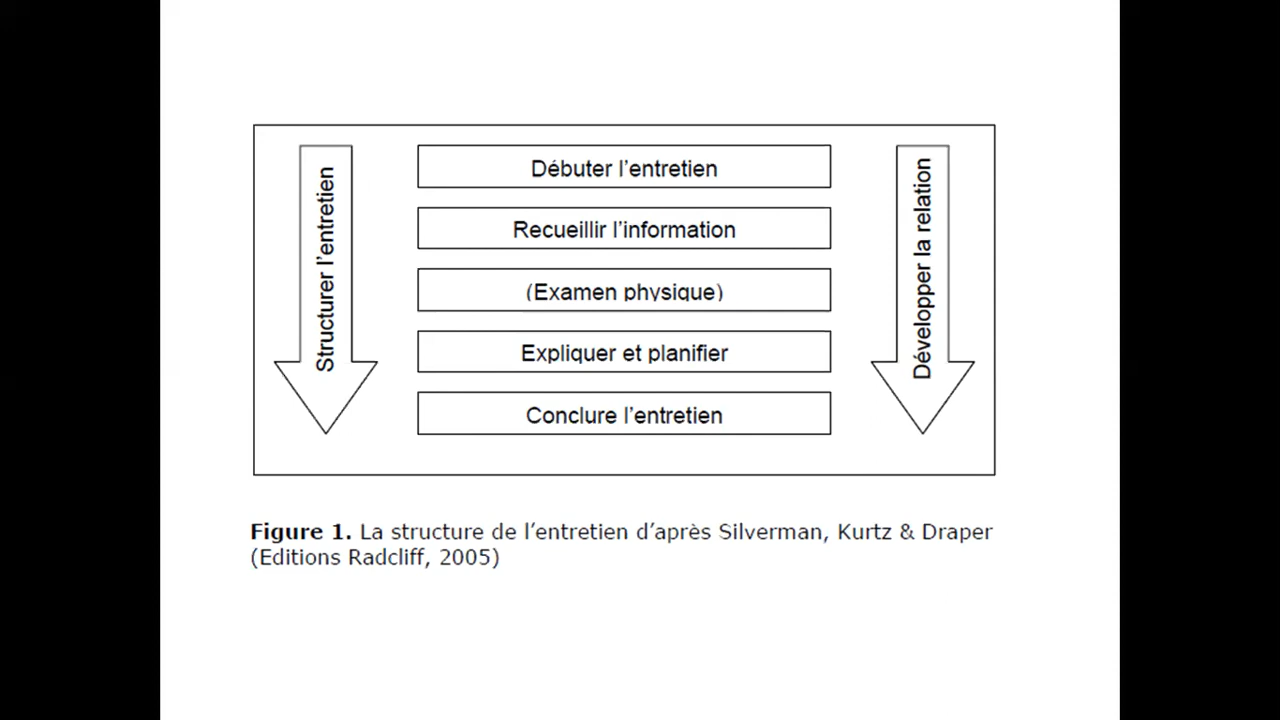 Structurer l'entretien
Débuter l'entretien
Recueillir l'information
(Examen physique)
Expliquer et planifier
Conclure l'entretien
Développer la relation
Figure 1. La structure de l'entretien d'après Silverman, Kurtz & Draper
(Editions Radcliff, 2005)